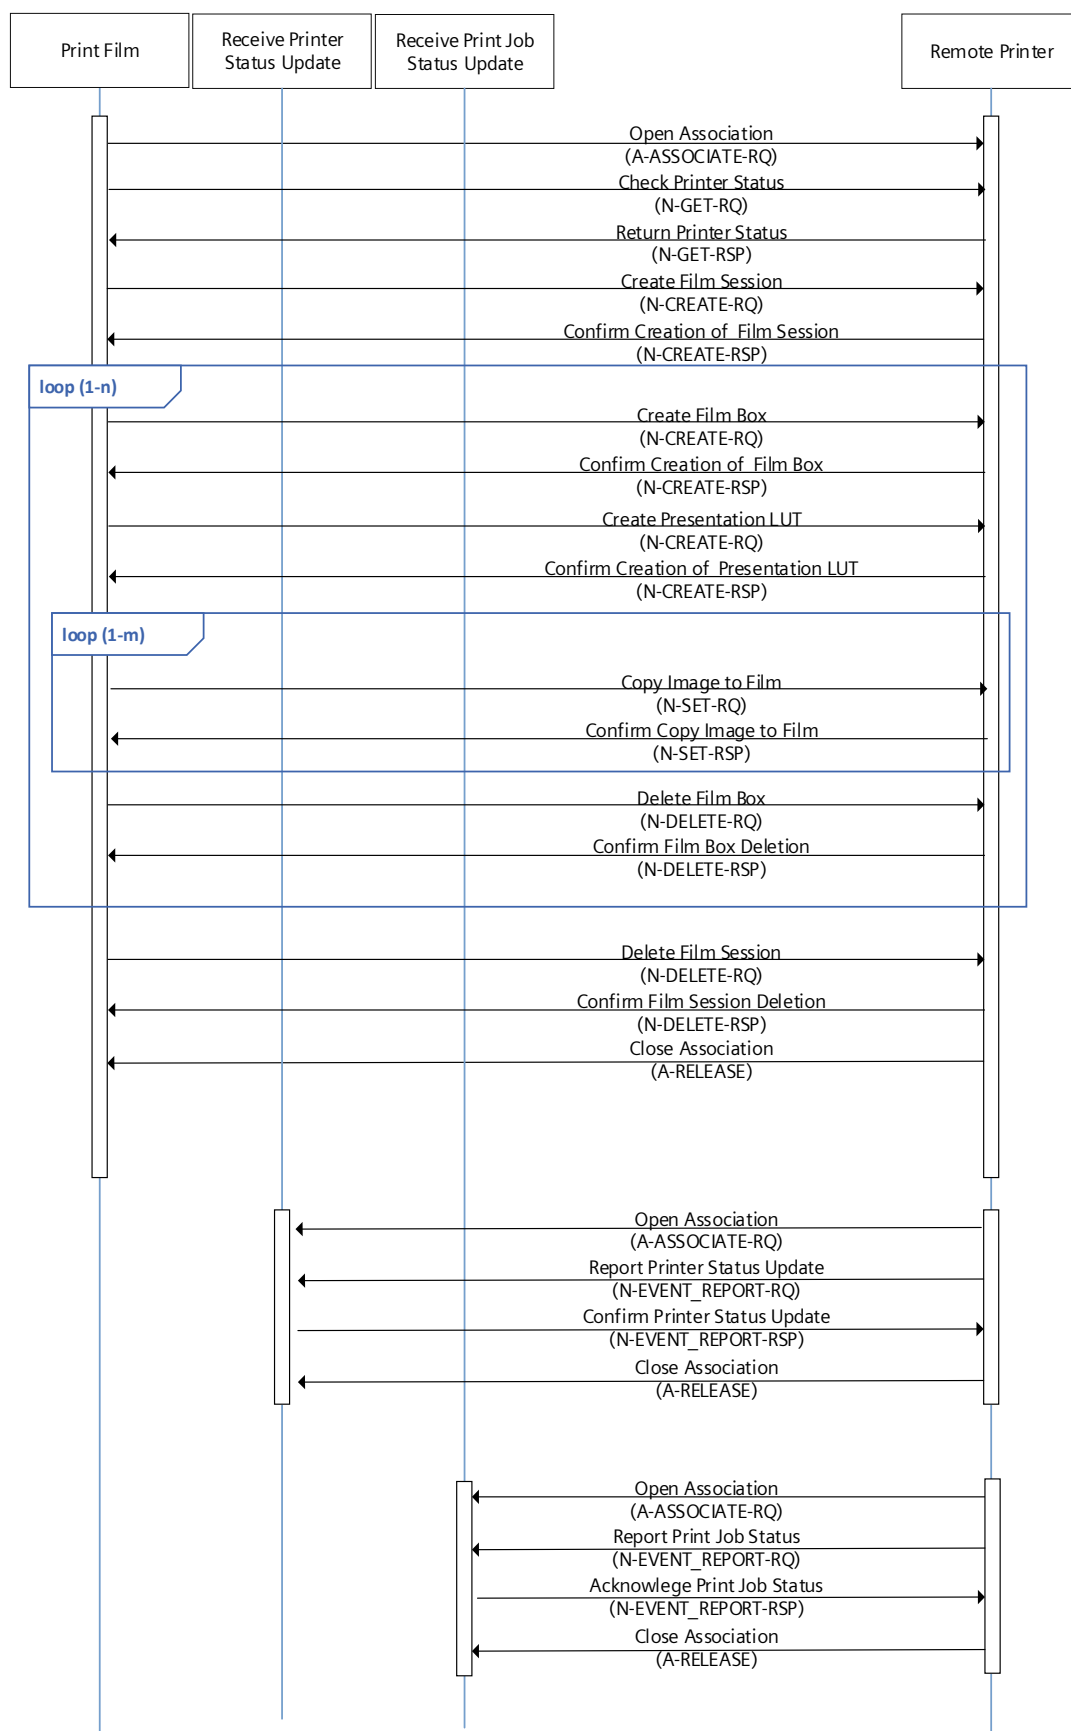 Print Film
Receive Printer
Status Update
Receive Print Job
Status Update
Remote Printer
Open Association
(A-ASSOCIATE-RQ)
Check Printer Status
(N-GET-RQ)
Return Printer Status
(N-GET-RSP)
Create Film Session
(N-CREATE-RQ)
Confirm Creation of Film Session
(N-CREATE-RSP)
loop (1-n)
Create Film Box
(N-CREATE-RQ)
Confirm Creation of Film Box
(N-CREATE-RSP)
Create Presentation LUT
(N-CREATE-RQ)
Confirm Creation of Presentation LUT
(N-CREATE-RSP)
loop (1-m)
Copy Image to Film
(N-SET-RQ)
Confirm Copy Image to Film
(N-SET-RSP)
Delete Film Box
(N-DELETE-RQ)
Confirm Film Box Deletion
(N-DELETE-RSP)
Delete Film Session
(N-DELETE-RQ)
Confirm Film Session Deletion
(N-DELETE-RSP)
Close Association
(A-RELEASE)
Open Association
(A-ASSOCIATE-RQ)
Report Printer Status Update
(N-EVENT_REPORT-RQ)
Confirm Printer Status Update
(N-EVENT_REPORT-RSP)
Close Association
(A-RELEASE)
Open Association
(A-ASSOCIATE-RQ)
Report Print Job Status
(N-EVENT_REPORT-RQ)
Acknowlege Print Job Status
(N-EVENT_REPORT-RSP)
Close Association
(A-RELEASE)